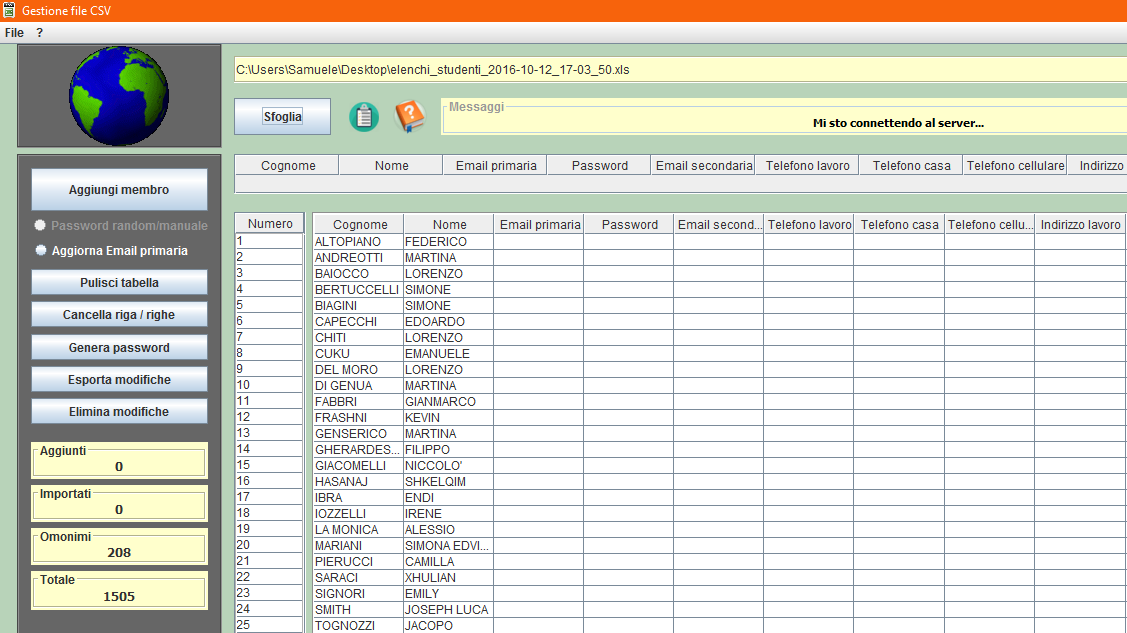 Gestione file CSV
File ?
C:\Users\Samuele\Desktop\elenchi_studenti_2016-10-12_17-03_50.xls
Sfoglia
Messaggi
Mi sto connettendo al server...
Cognome Nome Email primaria Password Email secondaria Telefono lavoro Telefono casa Telefono cellulare Indirizzo
Aggiungi membro
Password random/manuale
Aggiorna Email primaria
Pulisci tabella
Cancella riga / righe
Genera password
Esporta modifiche
Elimina modifiche
Aggiunti
0
Importati
0
Omonimi
208
Totale
1505
Numero Cognome Nome Email primaria Password Email second... Telefono lavoro Telefono casa Telefono cellu... Indirizzo lavoro
1 ALTOPIANO FEDERICO
2 ANDREOTTI MARTINA
3 BAIOCCO LORENZO
4 BERTUCCELLI SIMONE
5 BIAGINI SIMONE
6 CAPECCHI EDOARDO
7 CHITI LORENZO
8 CUKU EMANUELE
9 DEL MORO LORENZO
10 DI GENUA MARTINA
11 FABBRI GIANMARCO
12 FRASHNI KEVIN
13 GENSERICO MARTINA
14 GHERARDES... FILIPPO
15 GIACOMELLI NICCOLO'
16 HASANAJ SHKELQIM
17 IBRA ENDI
18 IOZZELLI IRENE
19 LA MONICA ALESSIO
20 MARIANI SIMONA EDVI...
21 PIERUCCI CAMILLA
22 SARACI XHULIAN
23 SIGNORI EMILY
24 SMITH JOSEPH LUCA
25 TOGNOZZI JACOPO